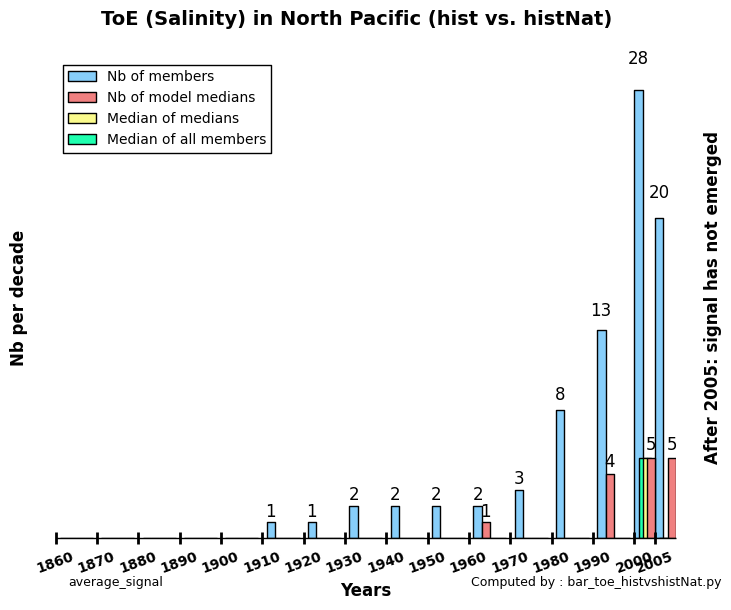 ToE (Salinity) in North Pacific (hist vs. histNat)
Nb of members
Nb of model medians
Median of medians
Median of all members
Nb per decade
After 2005: signal has not emerged
28
20
13
8
5
5
4
3
2
2
2
2
1
1
1
1860 1870 1880 1890 1900 1910 1920 1930 1940 1950 1960 1970 1980 1990 2000 2005
Years
average_signal
Computed by : bar_toe_histvshistNat.py